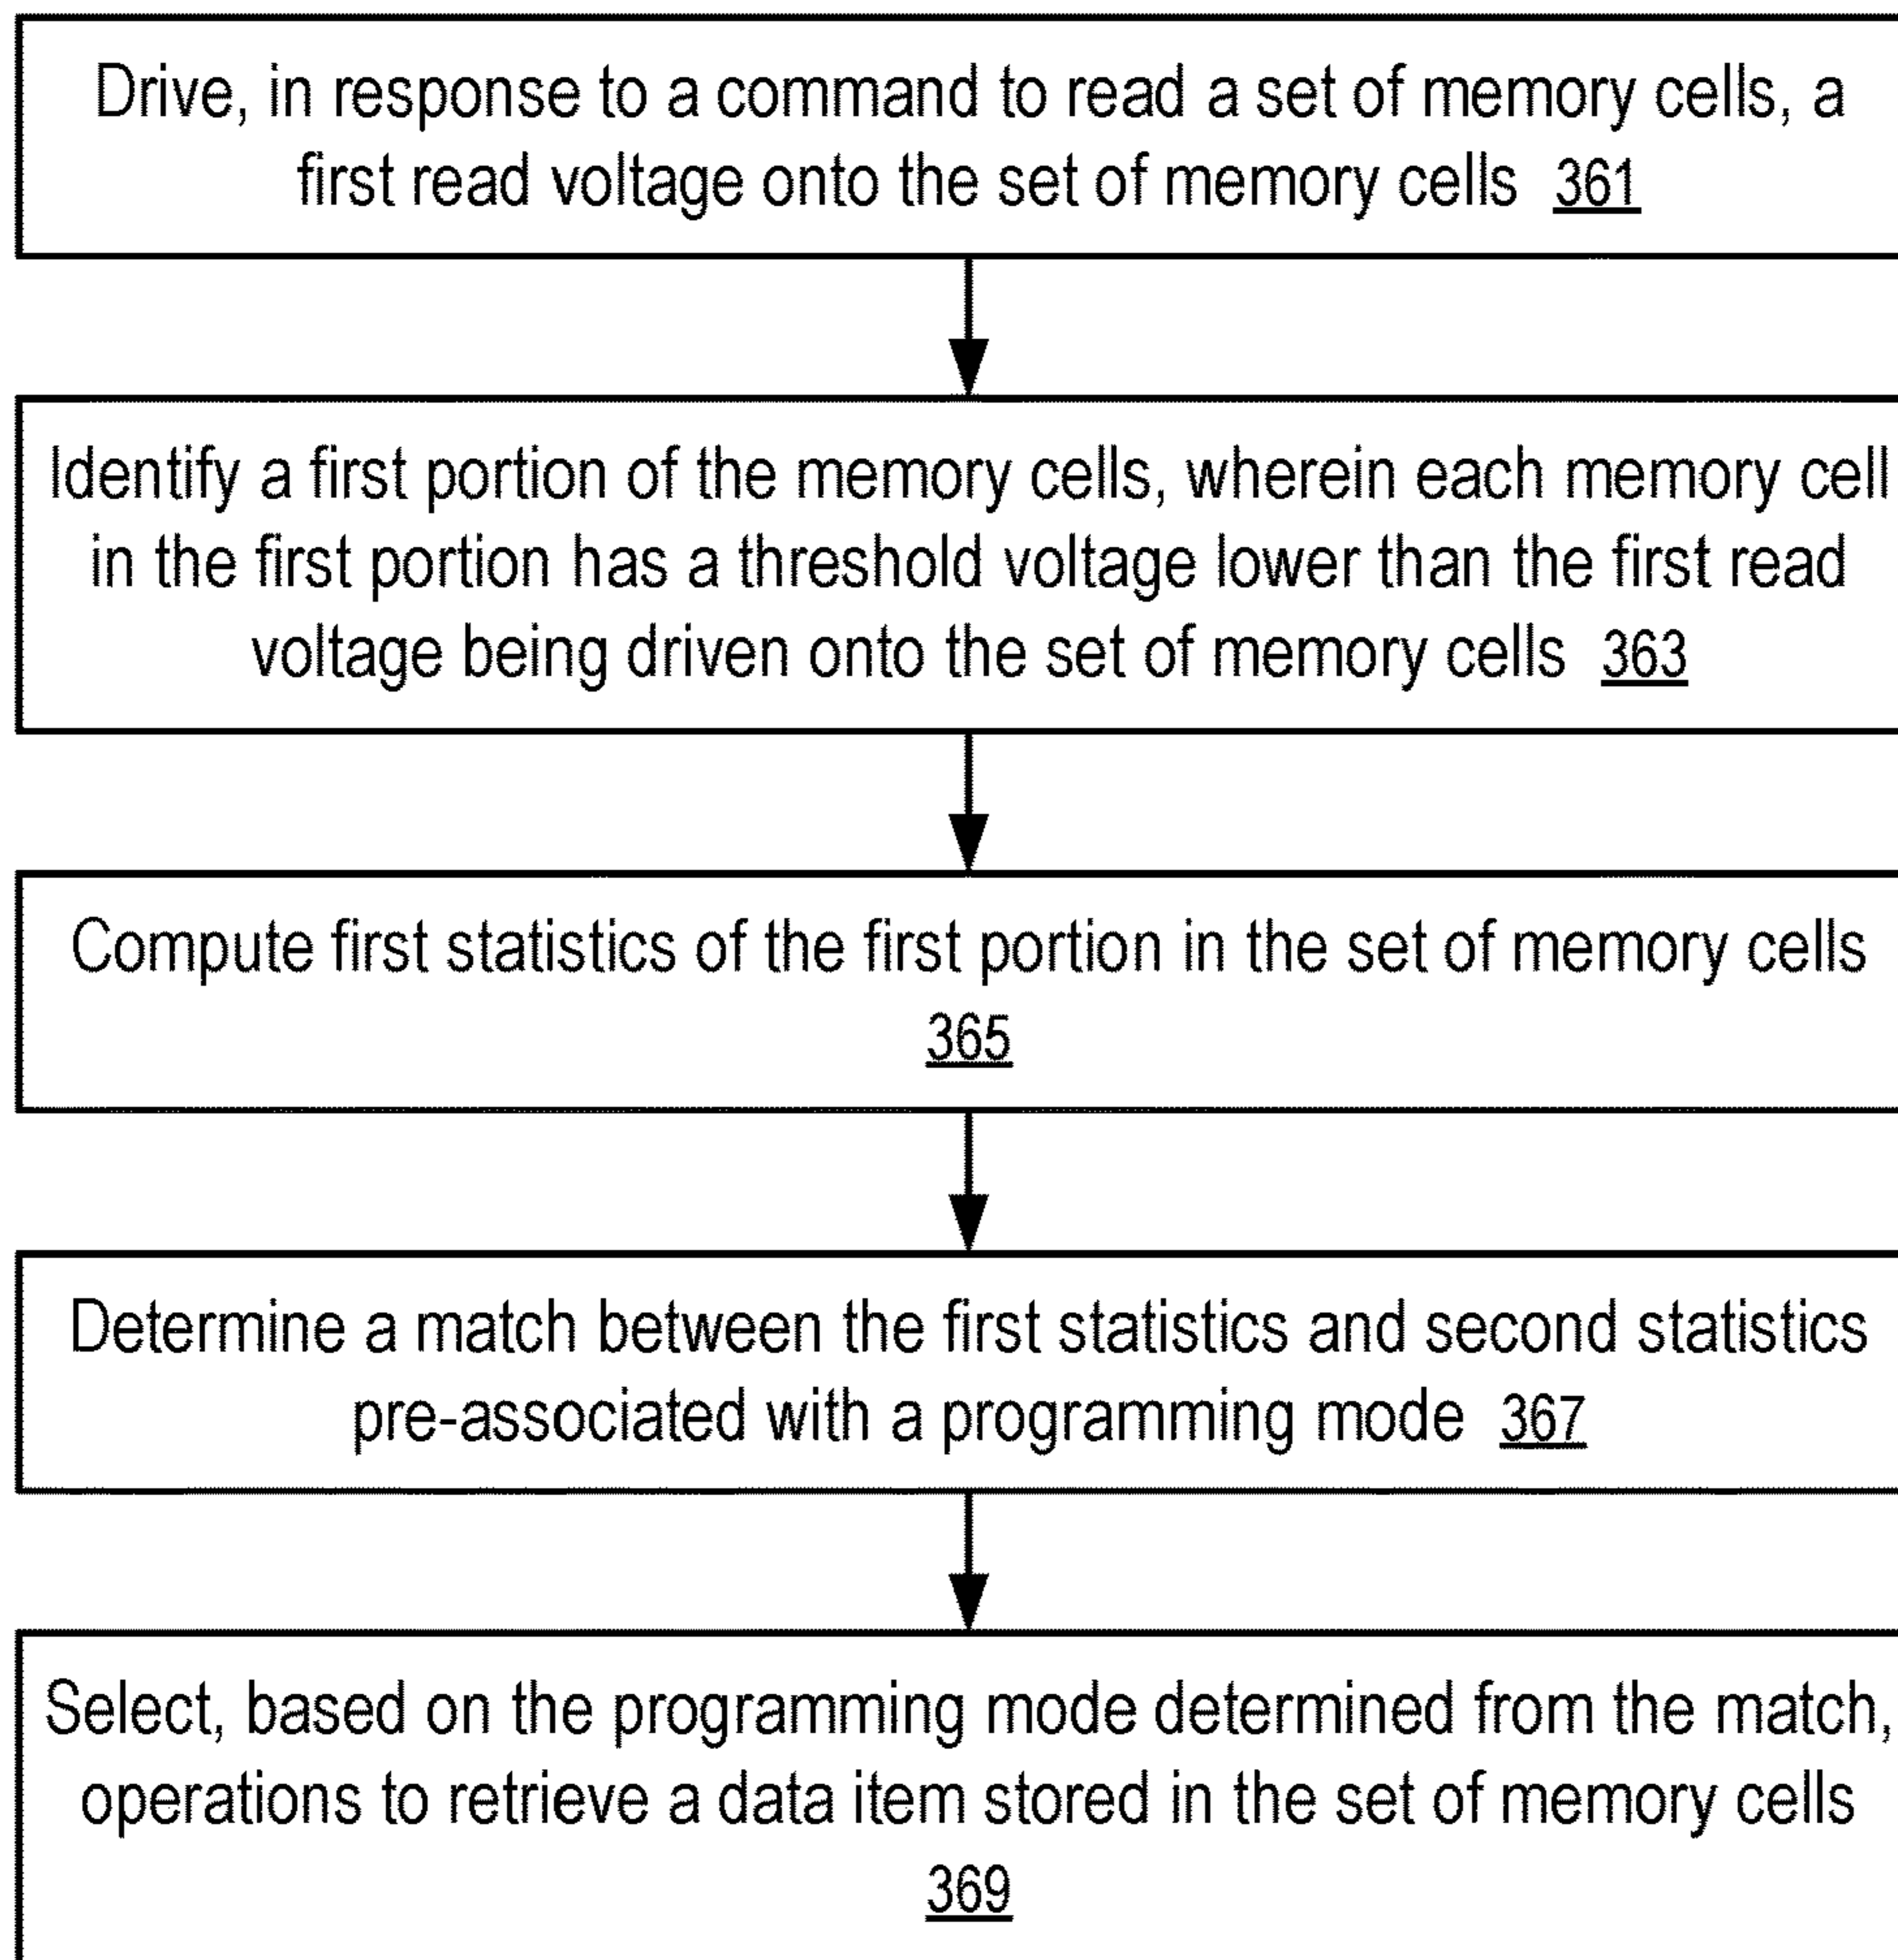 Drive, in response to a command to read a set of memory cells, a
first read voltage onto the set of memory cells 361
Identify a first portion of the memory cells, wherein each memory cell
in the first portion has a threshold voltage lower than the first read
voltage being driven onto the set of memory cells 363
Compute first statistics of the first portion in the set of memory cells
365
Determine a match between the first statistics and second statistics
pre-associated with a programming mode 367
Select, based on the programming mode determined from the match,
operations to retrieve a data item stored in the set of memory cells
369